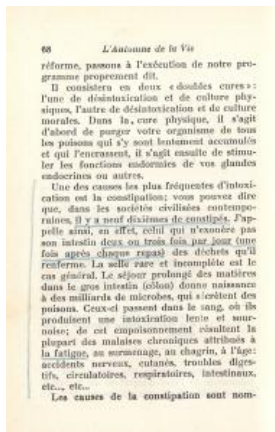 68 L'Automne de la Vie
réforme, passons à l'exécution de notre pro-
gramme proprement dit.
Il consistera en deux « doubles cures » :
l'une de désintoxication et de culture phy-
siques, l'autre de désintoxication et de culture
morales. Dans la cure physique, il s'agit
d'abord de purger votre organisme de tous
les poisons qui s'y sont lentement accumulés
et qui l'encrassent, il s'agit ensuite de stimu-
ler les fonctions endormies de vos glandes
endocrines ou autres.
Une des causes les plus fréquentes d'intoxi-
cation est la constipation; vous pouvez dire
que, dans les sociétés civilisées contempo-
raines, il y a neuf dixièmes de constipés. J'ap-
pelle ainsi, en effet, celui qui n'exonère pas
son intestin deux ou trois fois par jour (une
fois après chaque repas) des déchets qu'il
renferme. La selle rare et incomplète est le
cas général. Le séjour prolongé des matières
dans le gros intestin (côlon) donne naissance
à des milliards de microbes, qui sécrètent des
poisons. Ceux-ci passent dans le sang, où ils
produisent une intoxication lente et sour-
noise; de cet empoisonnement résultent la
plupart des malaises chroniques attribués à
la fatigue, au surmenage, au chagrin, à l'âge:
accidents nerveux, cutanés, troubles diges-
tifs, circulatoires, respiratoires, intestinaux,
etc..., etc...
Les causes de la constipation sont nom-